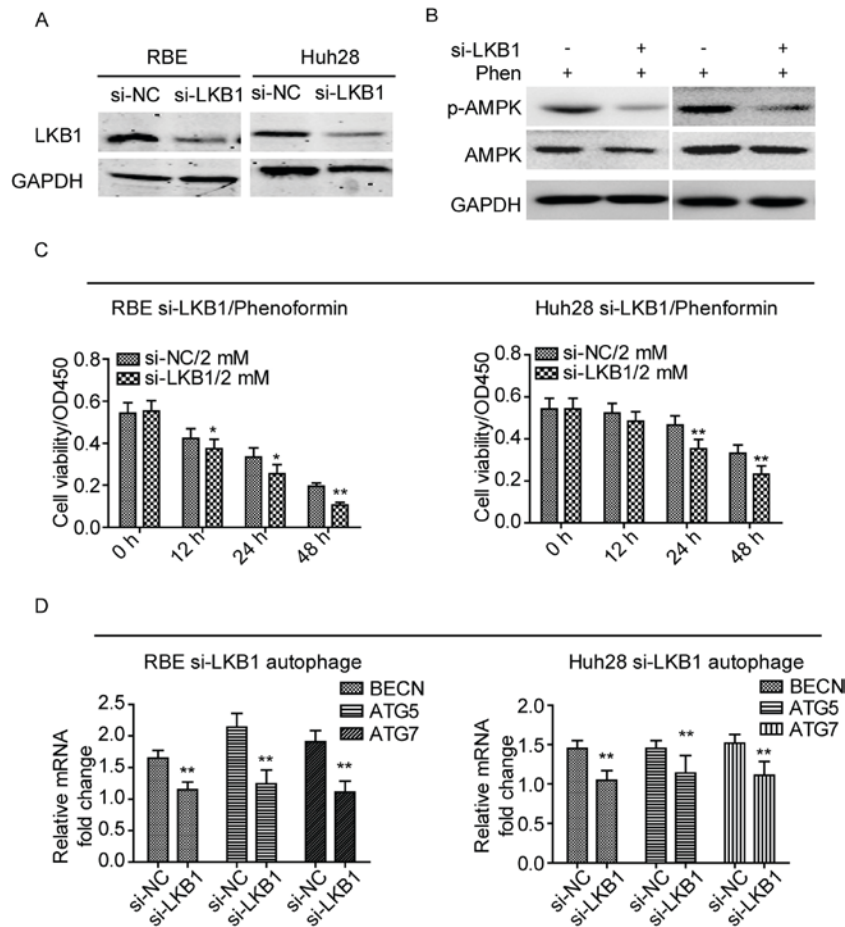 A
RBE Huh28
si-NC si-LKB1 si-NC si-LKB1
LKB1
GAPDH
B
si-LKB1 - + - +
Phen + + + +
p-AMPK
AMPK
GAPDH
C
RBE si-LKB1/Phenoformin
si-NC/2 mM
si-LKB1/2 mM
Cell viability/OD450
0.8
0.6
0.4
0.2
0.0
* * **
0 h 12 h 24 h 48 h
Huh28 si-LKB1/Phenformin
si-NC/2 mM
si-LKB1/2 mM
Cell viability/OD450
0.8
0.6
0.4
0.2
0.0
** **
0 h 12 h 24 h 48 h
D
RBE si-LKB1 autophage
BECN
ATG5
ATG7
Relative mRNA
fold change
2.5
2.0
1.5
1.0
0.5
0.0
** ** **
si-NC si-LKB1 si-NC si-LKB1 si-NC si-LKB1
Huh28 si-LKB1 autophage
BECN
ATG5
ATG7
Relative mRNA
fold change
2.0
1.5
1.0
0.5
0.0
** ** **
si-NC si-LKB1 si-NC si-LKB1 si-NC si-LKB1